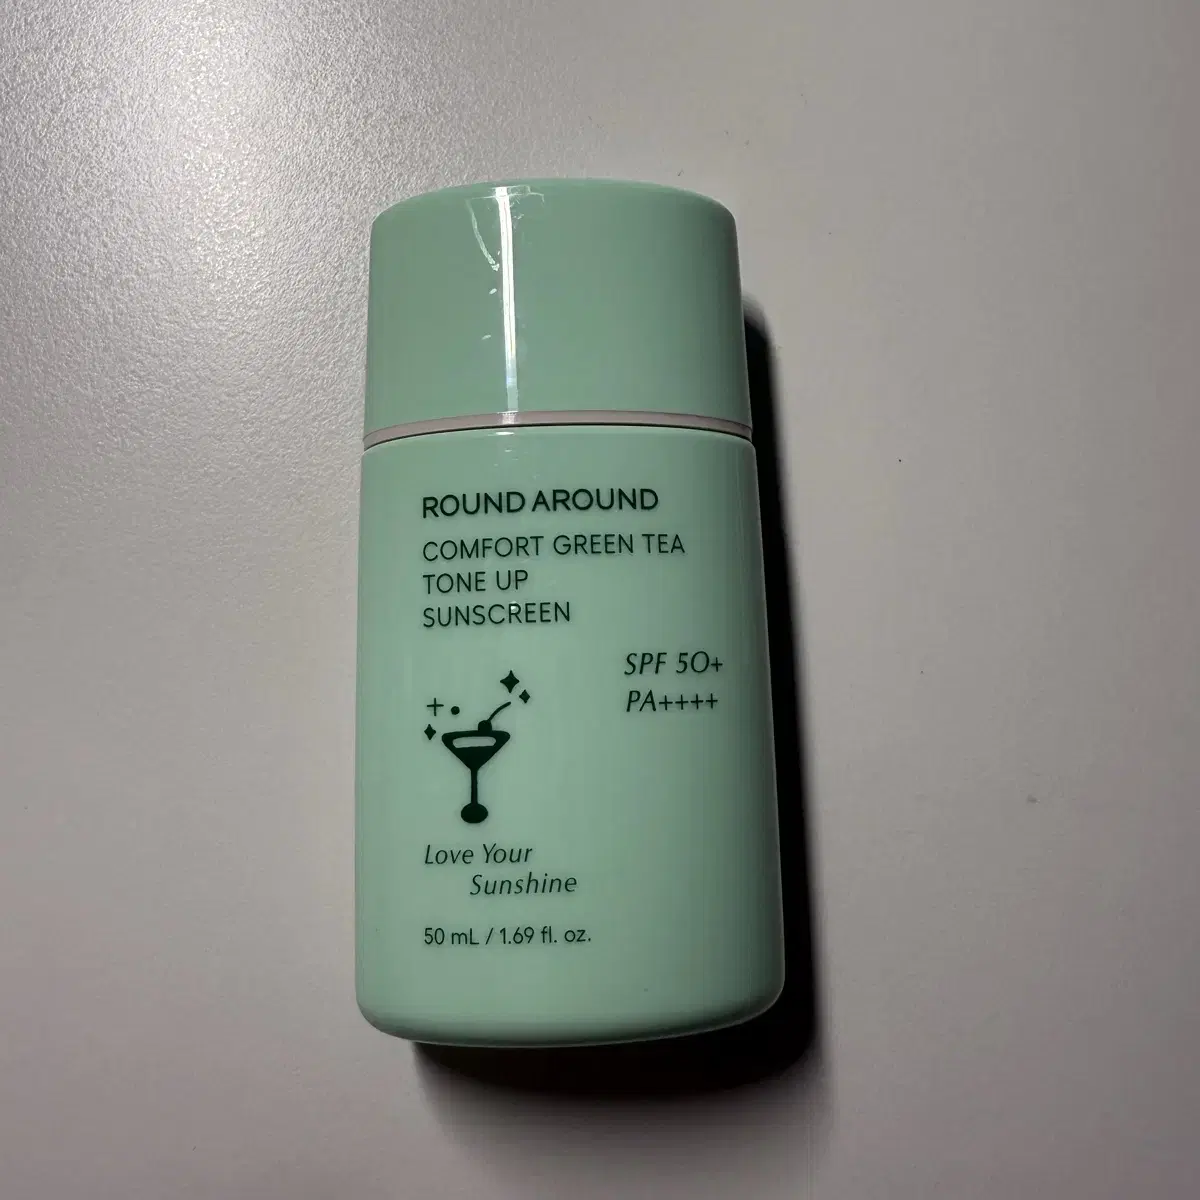 ROUND AROUND
COMFORT GREEN TEA
TONE UP
SUNSCREEN
SPF 50+
PA++++
Love Your
Sunshine
50 mL / 1.69 fl. oz.